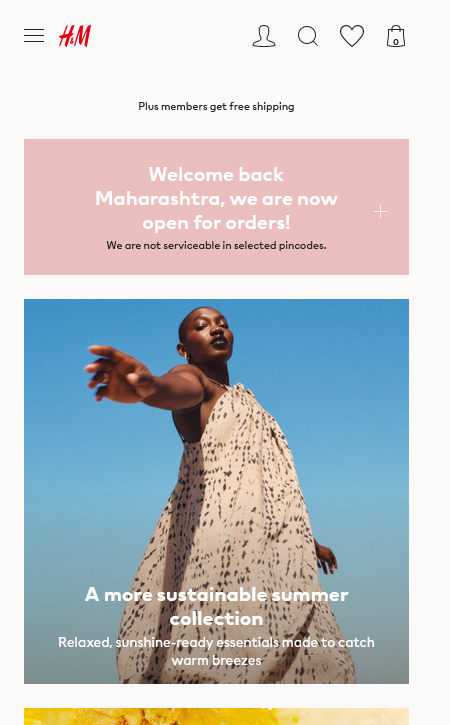 H&M
0
Plus members get free shipping
Welcome back
Maharashtra, we are now
open for orders!
We are not serviceable in selected pincodes.
A more sustainable summer
collection
Relaxed, sunshine-ready essentials made to catch
warm breezes